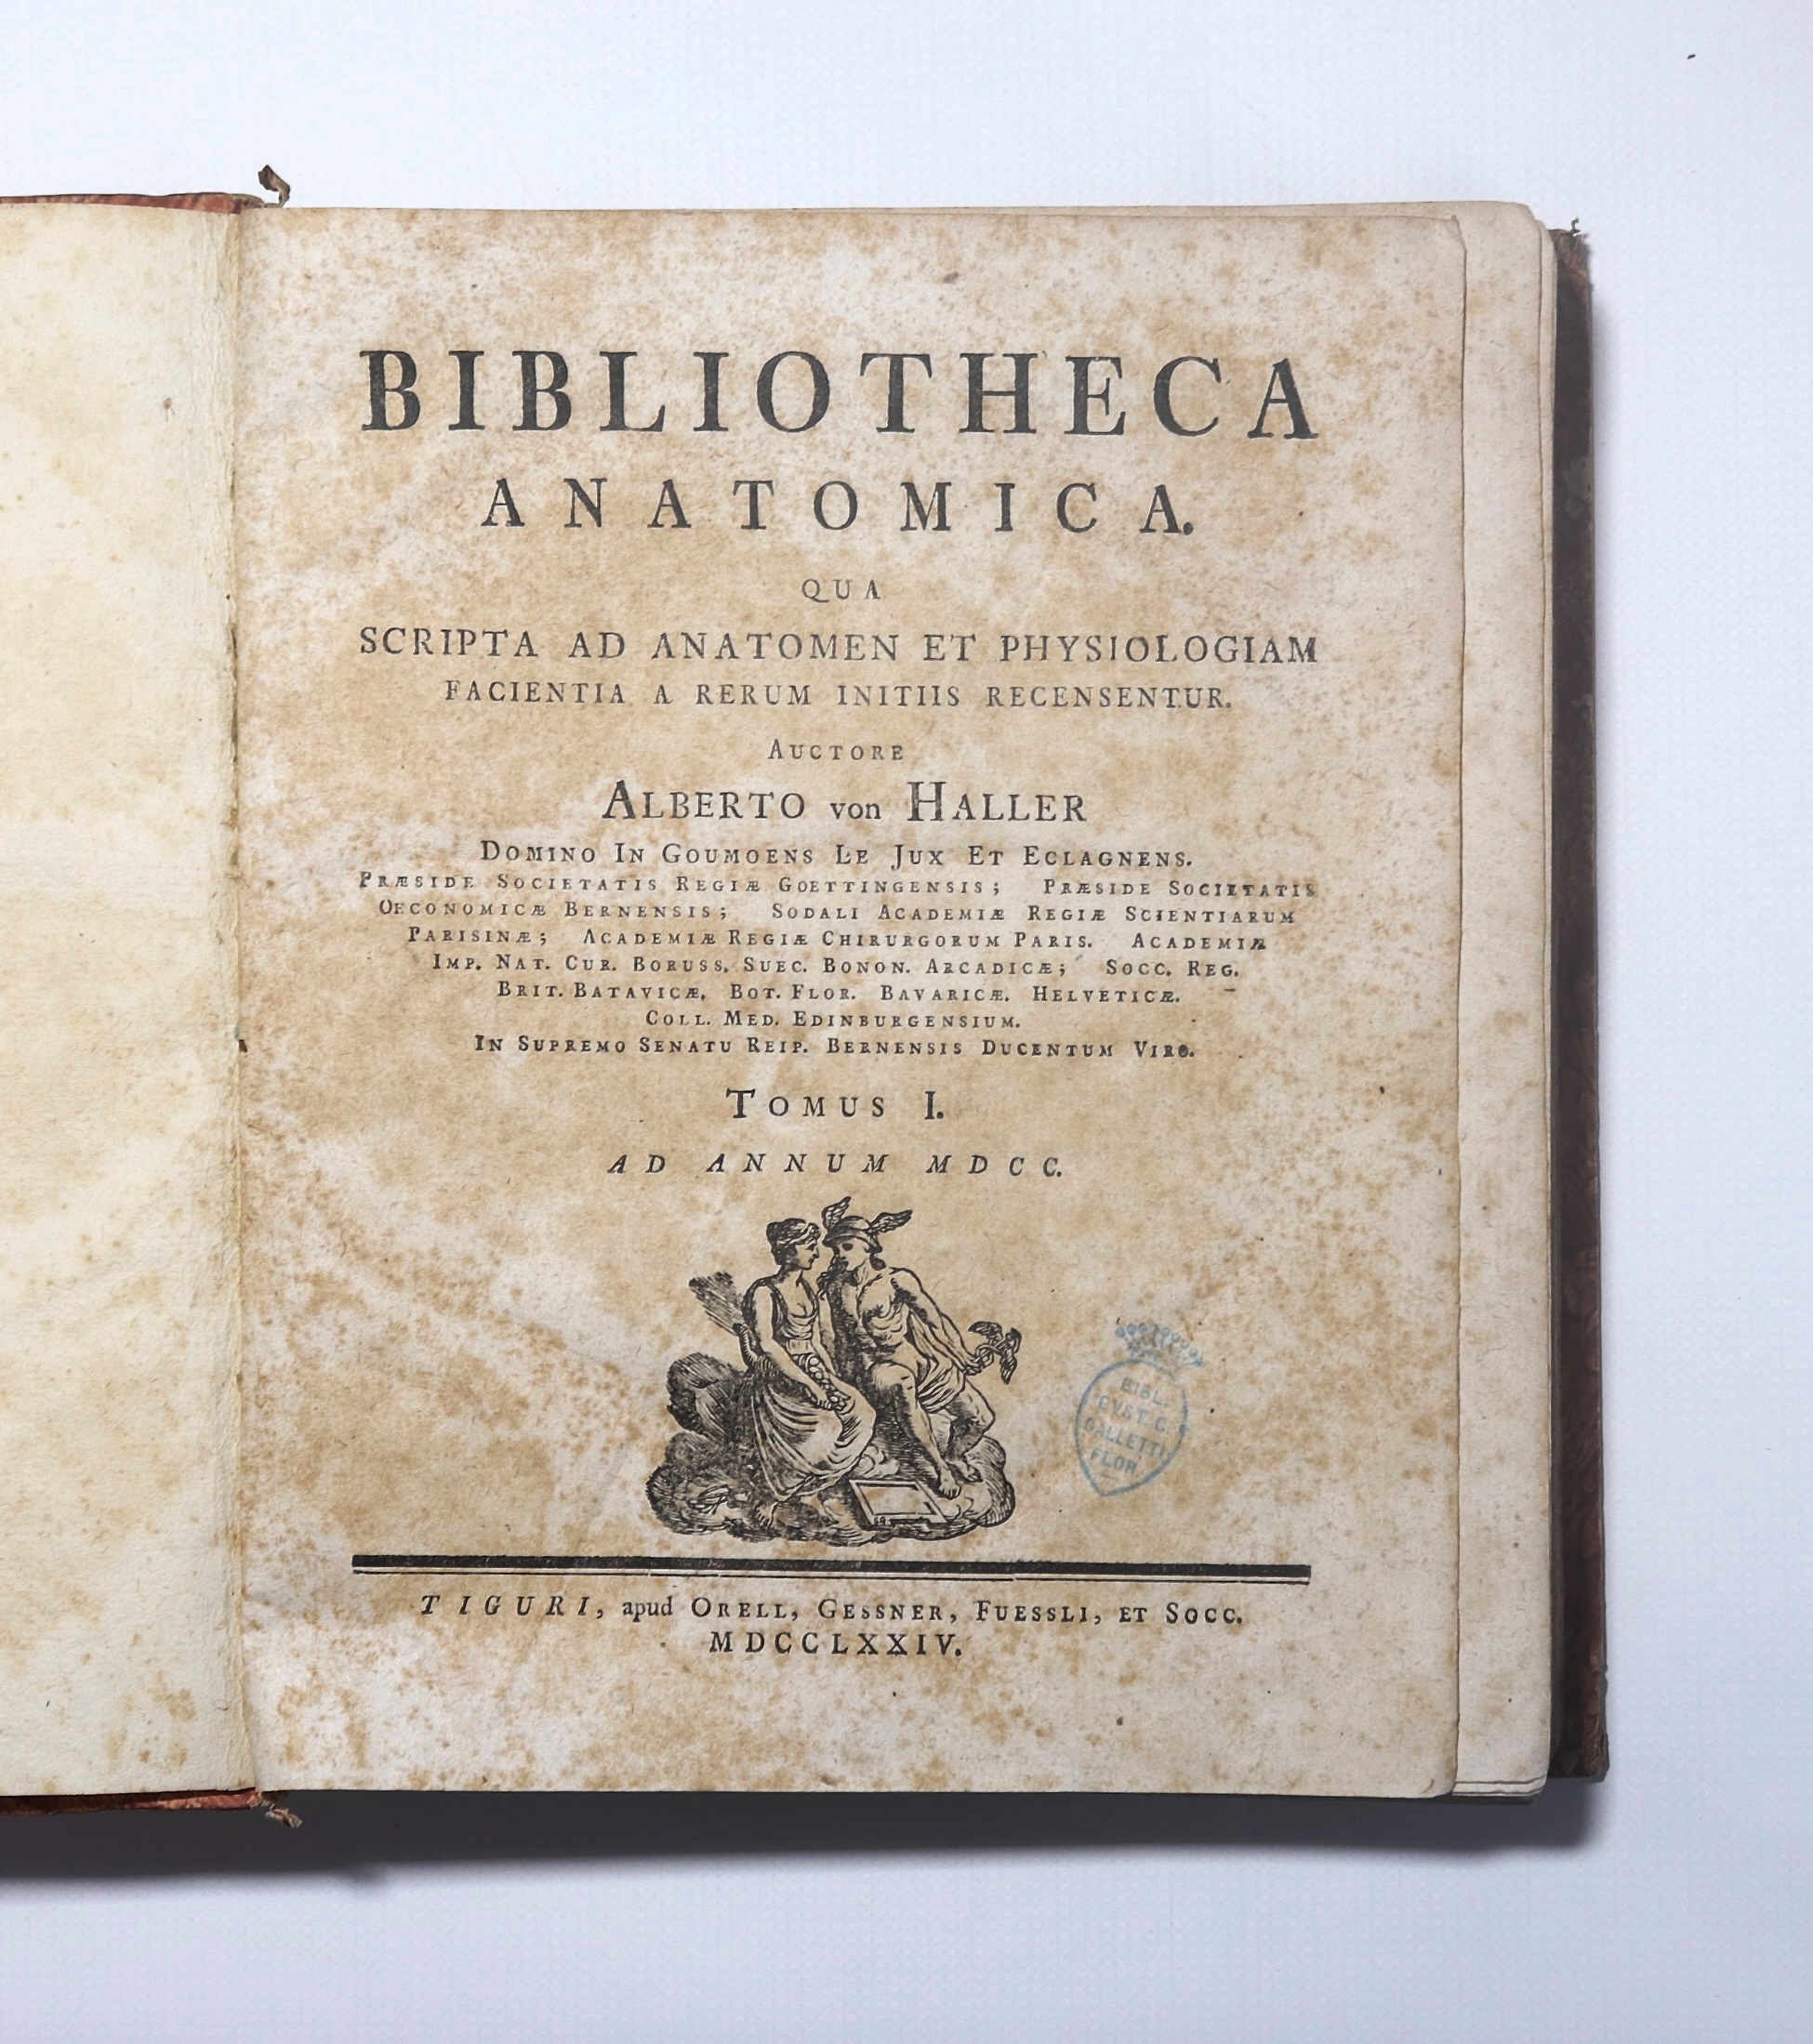 BIBLIOTHECA
ANATOMICA.
QUA
SCRIPTA AD ANATOMEN ET PHYSIOLOGIAM
FACIENTIA A RERUM INITIIS RECENSENTUR.
AUCTORE
ALBERTO von HALLER
DOMINO IN GOUMOENS LE JUX ET ECLAGNENS.
PRÆSIDE SOCIETATIS REGIÆ GOETTINGENSIS; PRÆSIDE SOCIETATIS
OECONOMICÆ BERNENSIS; SODALI ACADEMIÆ REGIÆ SCIENTIARUM
PARISINÆ; ACADEMIÆ REGIÆ CHIRURGORUM PARIS. ACADEMIÆ
IMP. NAT. CUR. BORUSS. SUEC. BONON. ARCADICÆ; SOCC. REG.
BRIT. BATAVICÆ. BOT. FLOR. BAVARICÆ. HELVETICÆ.
COLL. MED. EDINBURGENSIUM.
IN SUPREMO SENATU REIP. BERNENSIS DUCENTUM VIRO.
TOMUS I.
AD ANNUM MDCC.
BIBL.
CVST. C.
GALLETTI
FLOR.
TIGURI, apud ORELL, GESSNER, FUESSLI, ET SOCC.
MDCCLXXIV.